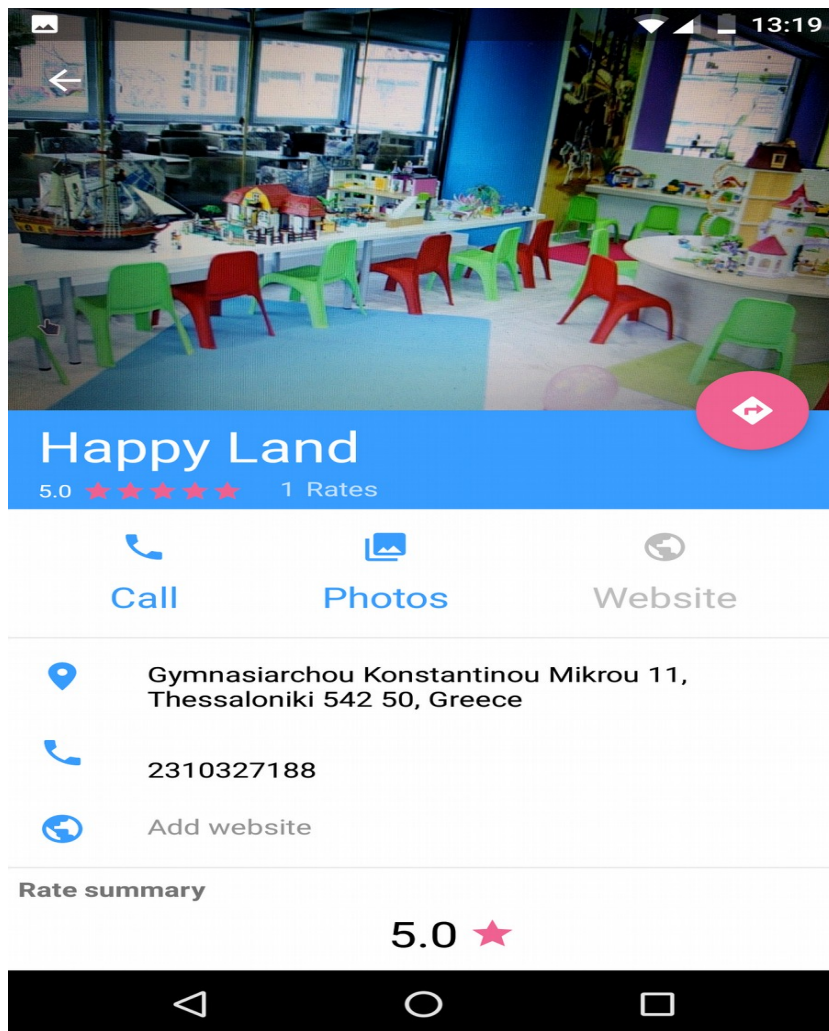 13:19
Happy Land
5.0 1 Rates
Call Photos Website
Gymnasiarchou Konstantinou Mikrou 11,
Thessaloniki 542 50, Greece
2310327188
Add website
Rate summary
5.0